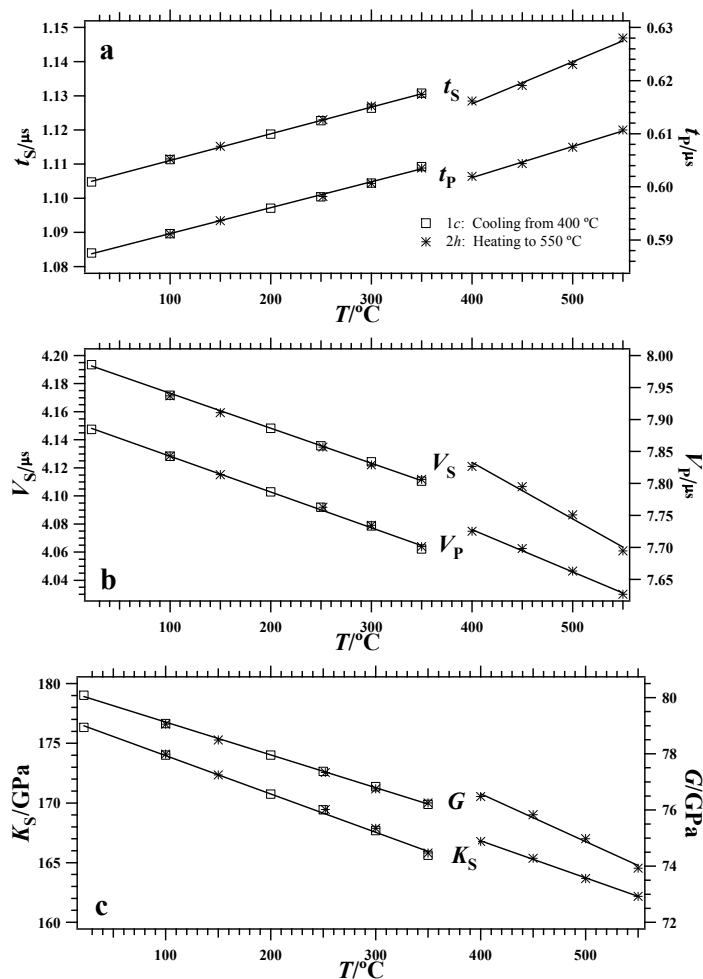 1.15
1.14
1.13
1.12
1.11
1.10
1.09
1.08
tS/µs
a
tS
tP
□ 1c: Cooling from 400 ºC
✳ 2h: Heating to 550 ºC
0.63
0.62
0.61
0.60
0.59
tP/µs
100 200 300 400 500
T/ºC
4.20
4.18
4.16
4.14
4.12
4.10
4.08
4.06
4.04
VS/µs
b
VS
VP
8.00
7.95
7.90
7.85
7.80
7.75
7.70
7.65
VP/µs
100 200 300 400 500
T/ºC
180
175
170
165
160
KS/GPa
c
G
KS
80
78
76
74
72
G/GPa
100 200 300 400 500
T/ºC